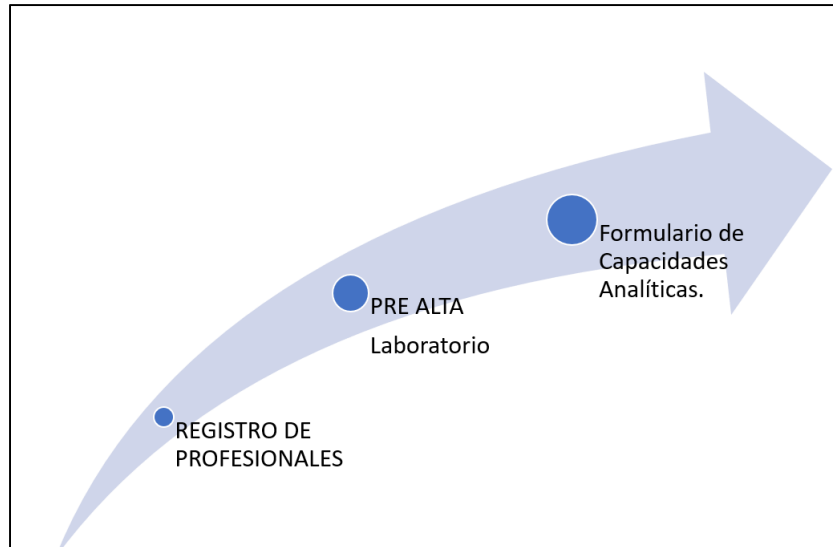 Formulario de
Capacidades
Analíticas.
PRE ALTA
Laboratorio
REGISTRO DE
PROFESIONALES